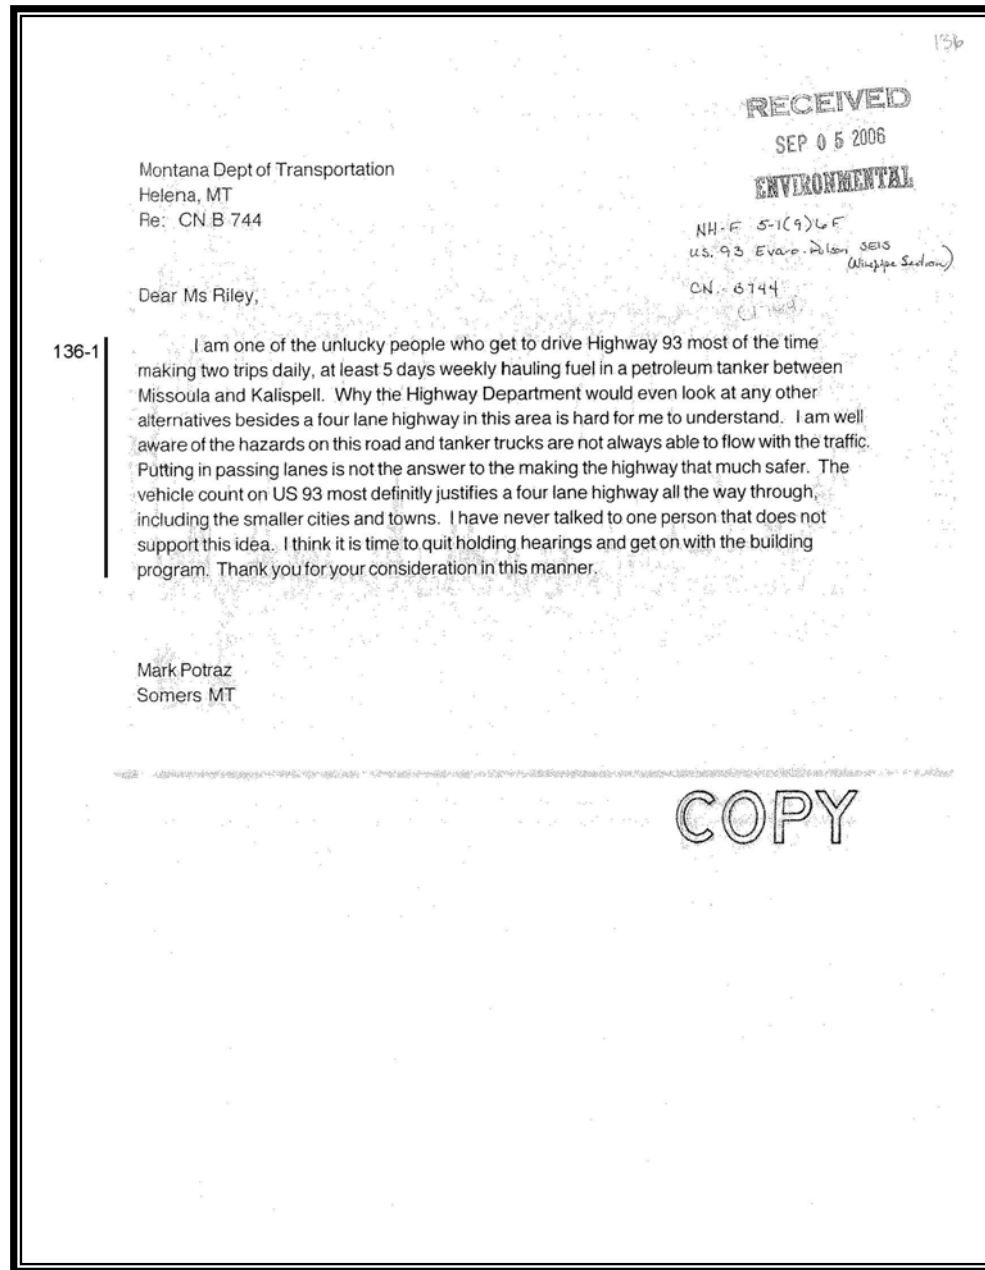 136
RECEIVED
SEP 0 5 2006
ENVIRONMENTAL
Montana Dept of Transportation
Helena, MT
Re: CN B 744
NH-F 5-1(9)6F
US. 93 Evaro-Polson SEIS
(Ninepipe Section)
CN.- B744
Dear Ms Riley,
136-1
I am one of the unlucky people who get to drive Highway 93 most of the time
making two trips daily, at least 5 days weekly hauling fuel in a petroleum tanker between
Missoula and Kalispell. Why the Highway Department would even look at any other
alternatives besides a four lane highway in this area is hard for me to understand. I am well
aware of the hazards on this road and tanker trucks are not always able to flow with the traffic.
Putting in passing lanes is not the answer to the making the highway that much safer. The
vehicle count on US 93 most definitly justifies a four lane highway all the way through,
including the smaller cities and towns. I have never talked to one person that does not
support this idea. I think it is time to quit holding hearings and get on with the building
program. Thank you for your consideration in this manner.
Mark Potraz
Somers MT
COPY